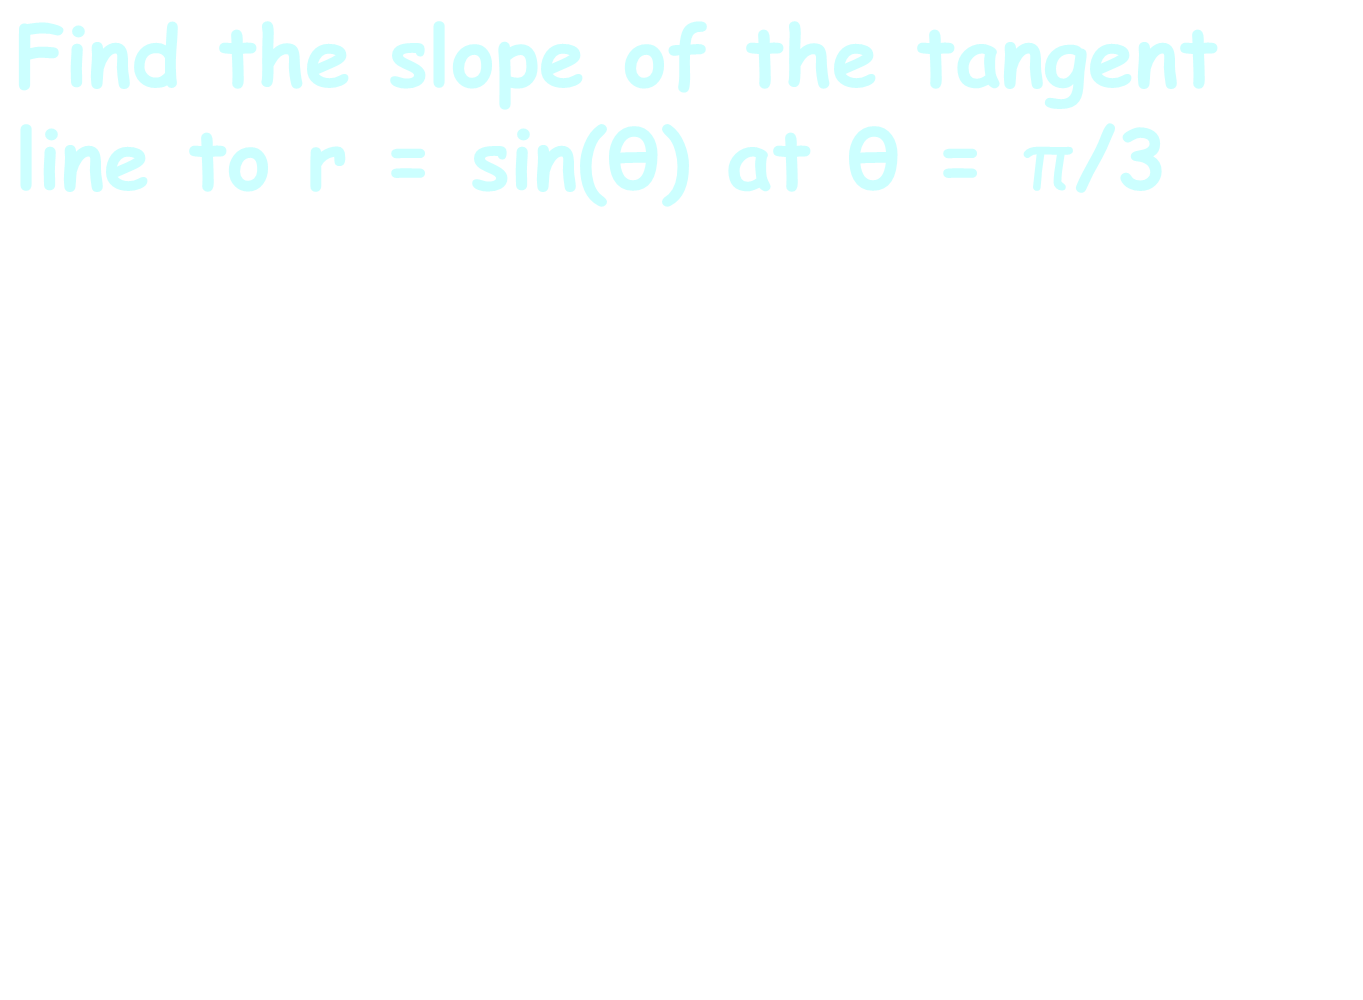 Find the slope of the tangent
line to r = sin(θ) at θ = π/3